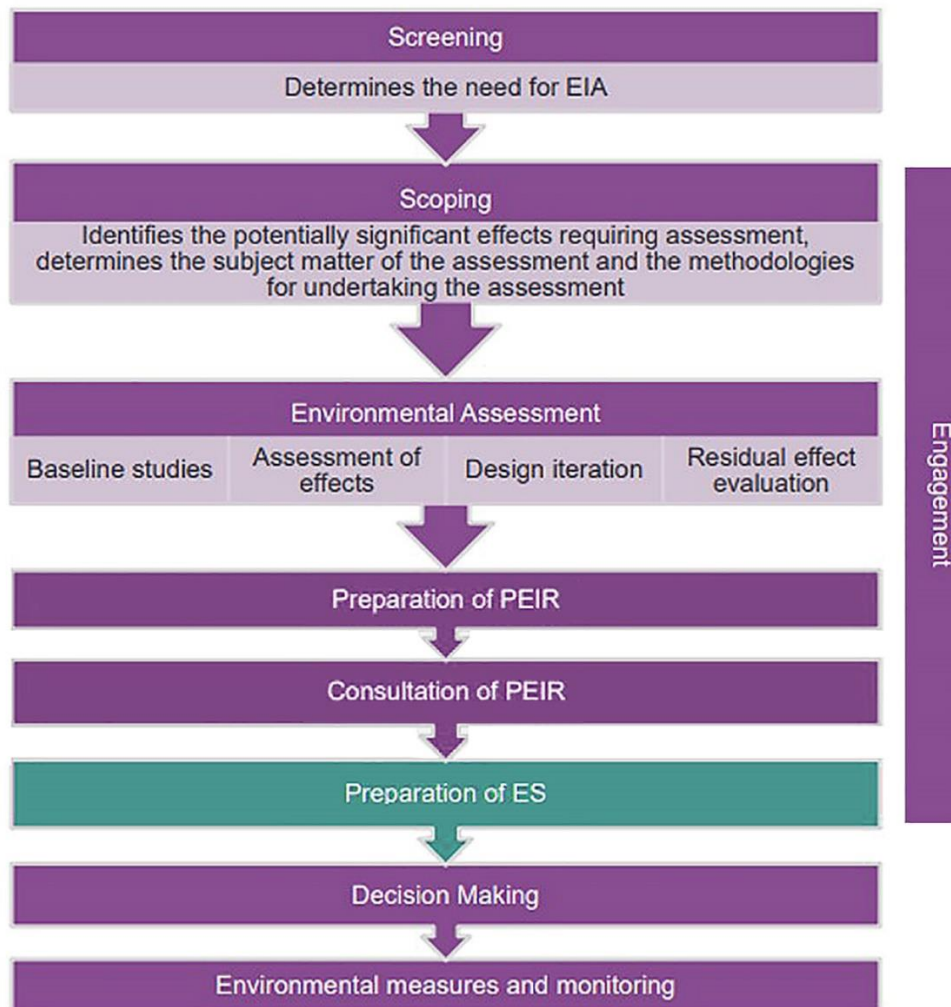 Screening
Determines the need for EIA
Scoping
Identifies the potentially significant effects requiring assessment,
determines the subject matter of the assessment and the methodologies
for undertaking the assessment
Environmental Assessment
Baseline studies
Assessment of
effects
Design iteration
Residual effect
evaluation
Preparation of PEIR
Consultation of PEIR
Preparation of ES
Decision Making
Environmental measures and monitoring
Engagement